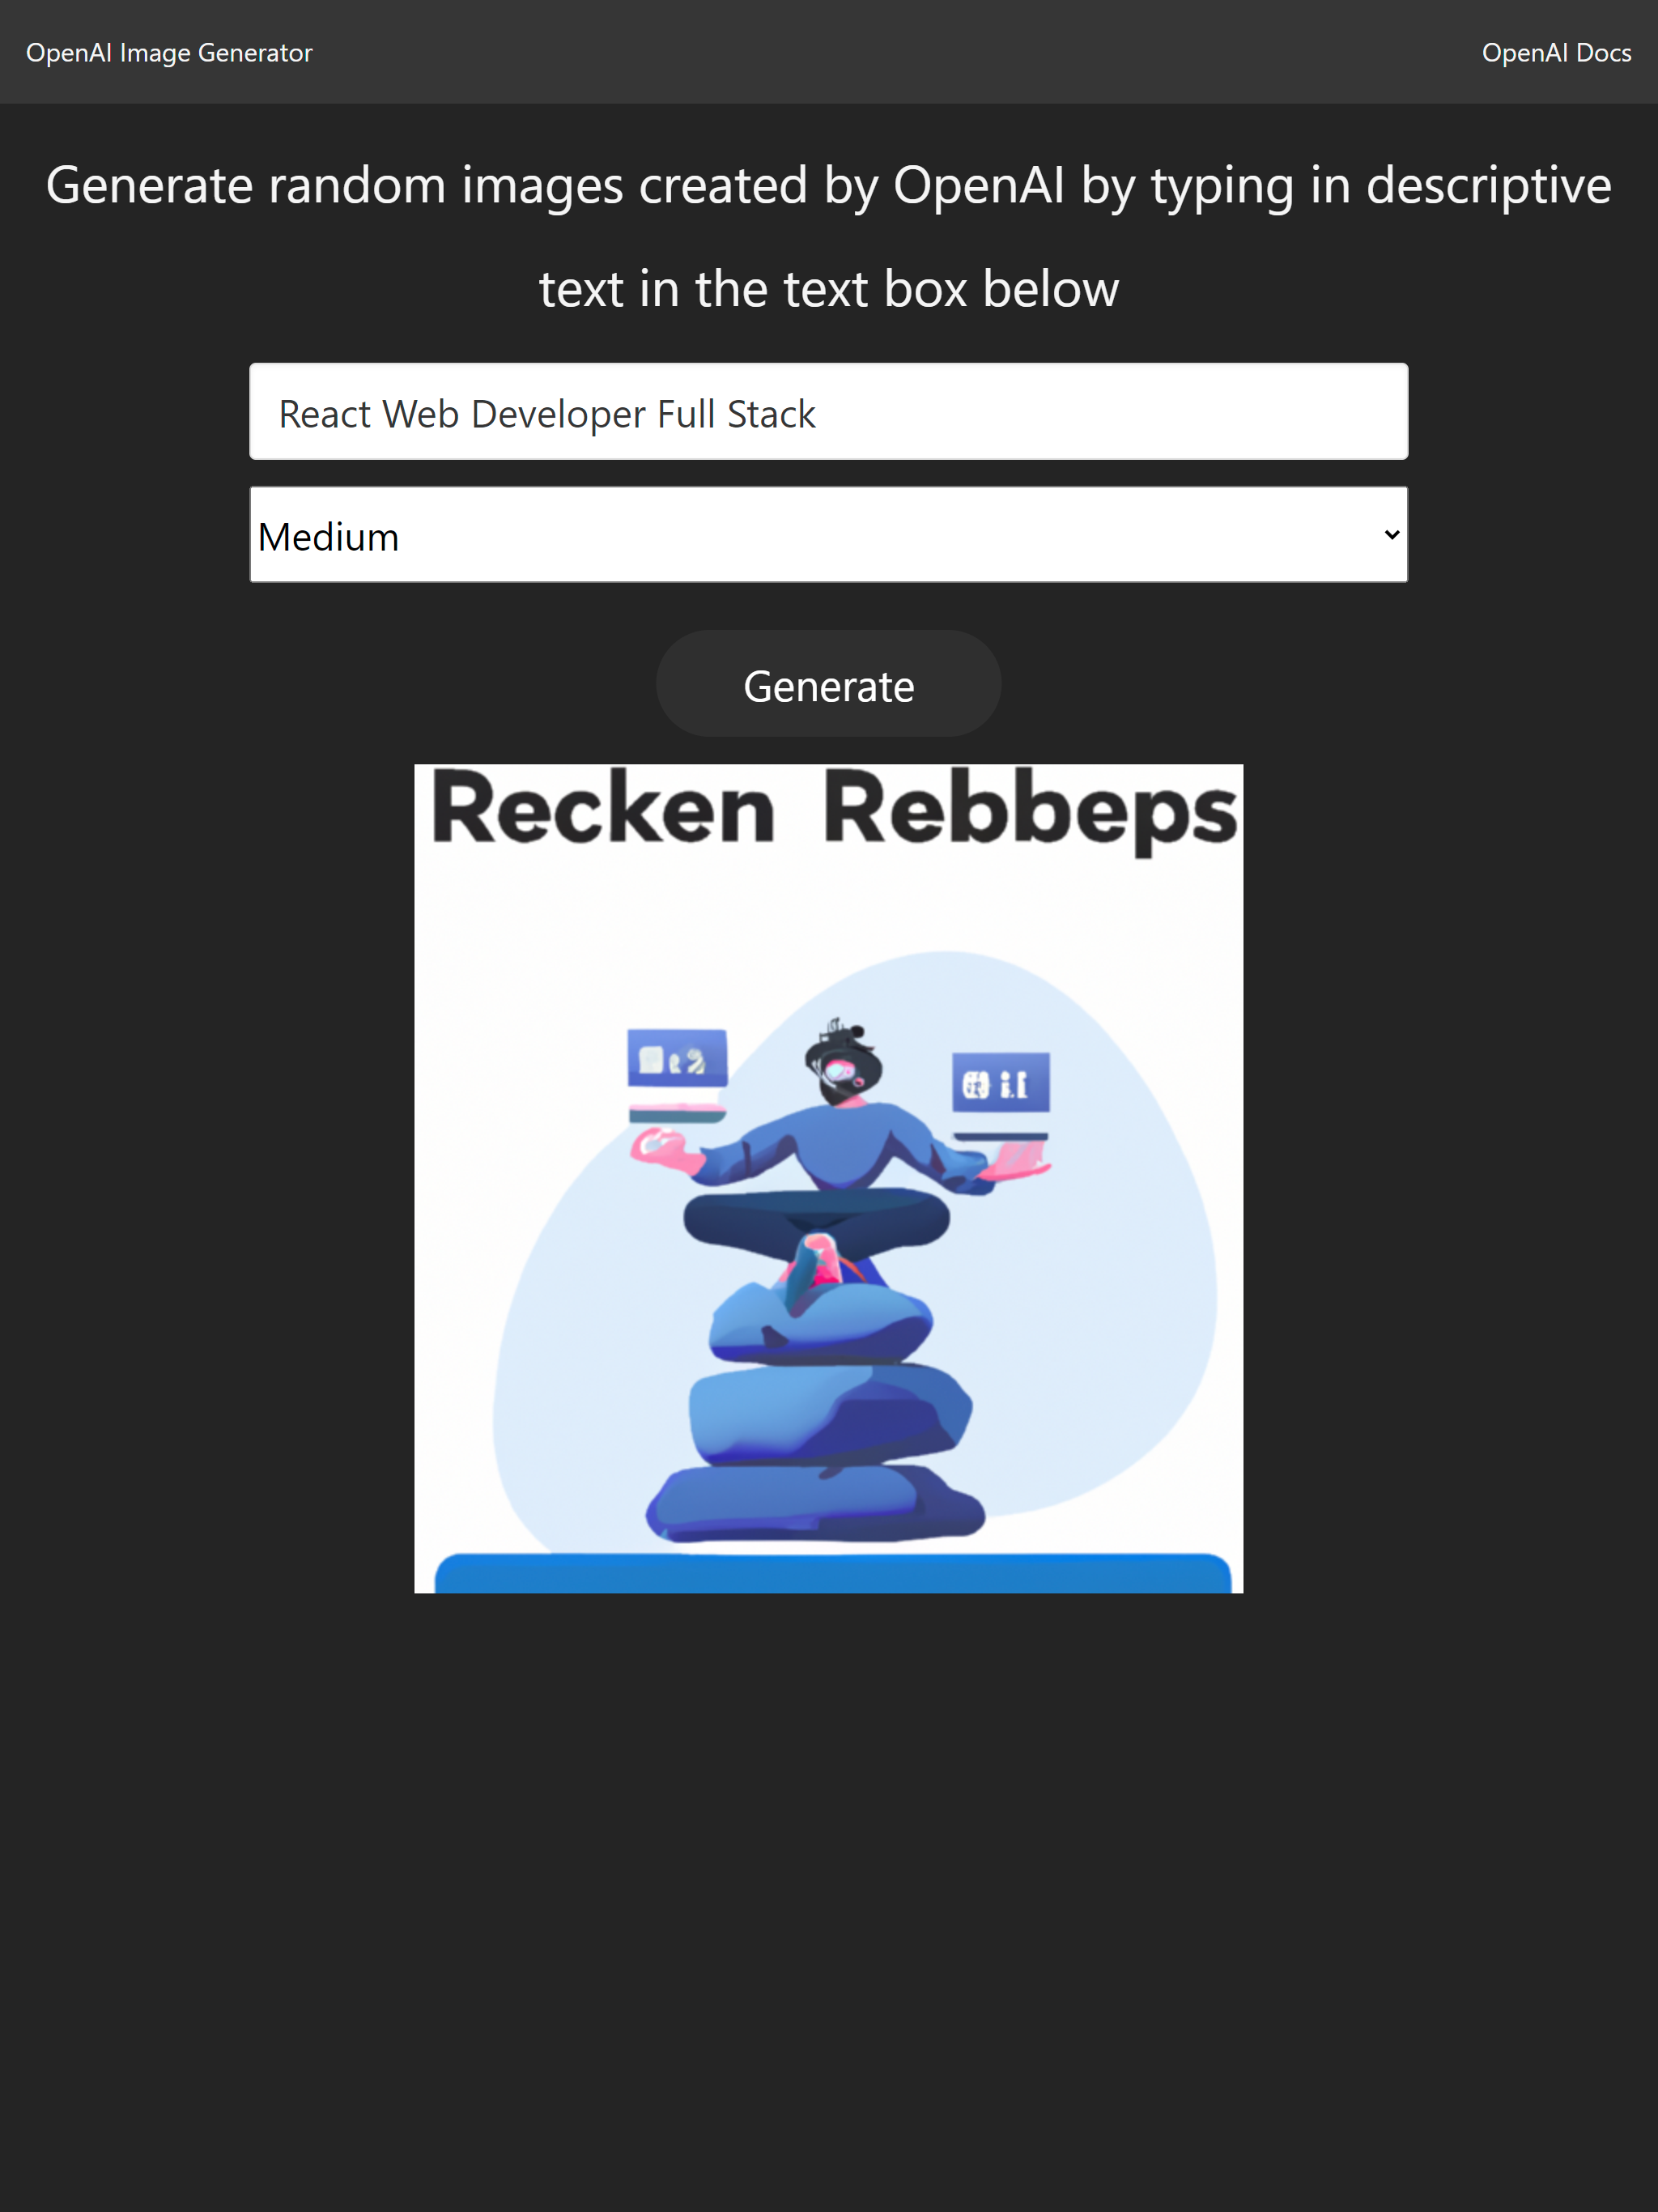 OpenAI Image Generator
OpenAI Docs
Generate random images created by OpenAI by typing in descriptive
text in the text box below
React Web Developer Full Stack
Medium
Generate
Recken Rebbeps